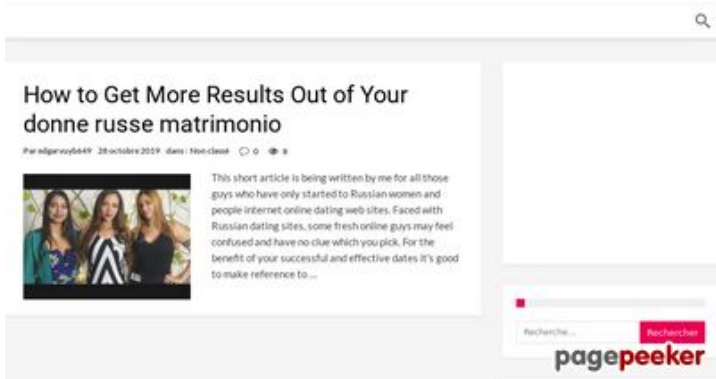 How to Get More Results Out of Your
donne russe matrimonio
Par edgarvuyb649 28 octobre 2019 dans : Non classé 0 8
This short article is being written by me for all those
guys who have only started to Russian women and
people internet online dating web sites. Faced with
Russian dating sites, some fresh online guys may feel
confused and have no clue which you pick. For the
benefit of your successful and effective dates it's good
to make reference to ...
Recherche...
Rechercher
pagepeeker